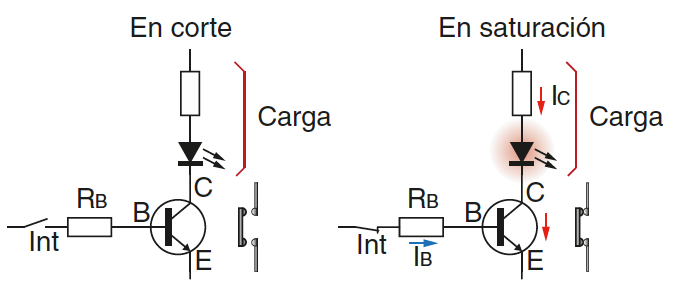 En corte
Carga
C
RB
B
Int
E
En saturación
IC
Carga
C
RB
B
Int
IB
E